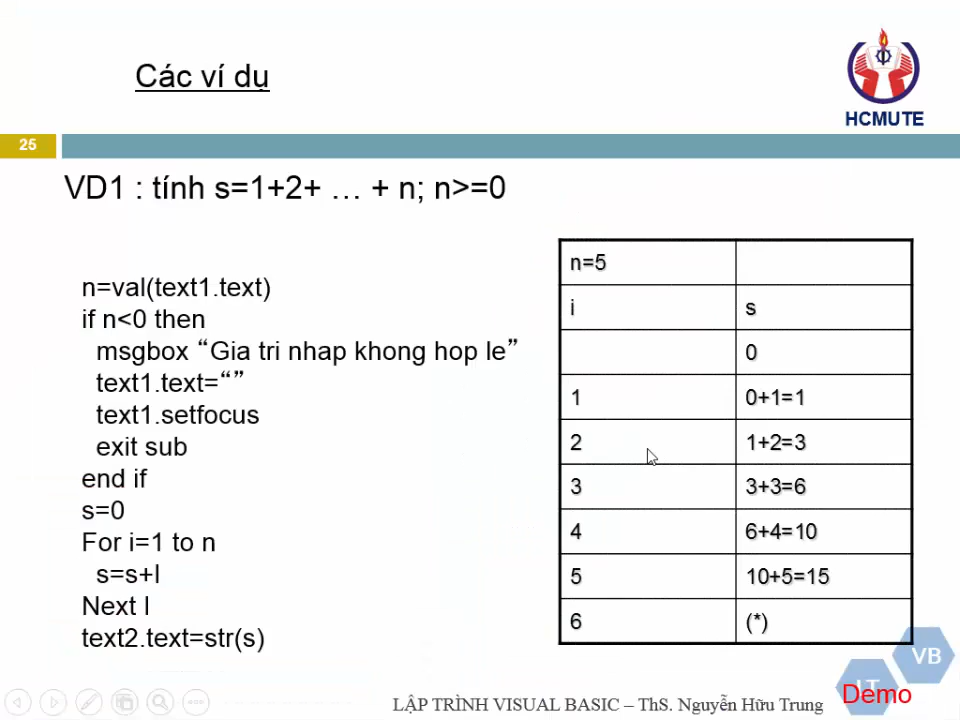 Các ví dụ
HCMUTE
25
VD1 : tính s=1+2+ … + n; n>=0
n=val(text1.text)
if n<0 then
msgbox “Gia tri nhap khong hop le”
text1.text=“”
text1.setfocus
exit sub
end if
s=0
For i=1 to n
s=s+I
Next I
text2.text=str(s)
n=5
i s
0
1 0+1=1
2 1+2=3
3 3+3=6
4 6+4=10
5 10+5=15
6 (*)
VB
LT
Demo
LẬP TRÌNH VISUAL BASIC – ThS. Nguyễn Hữu Trung